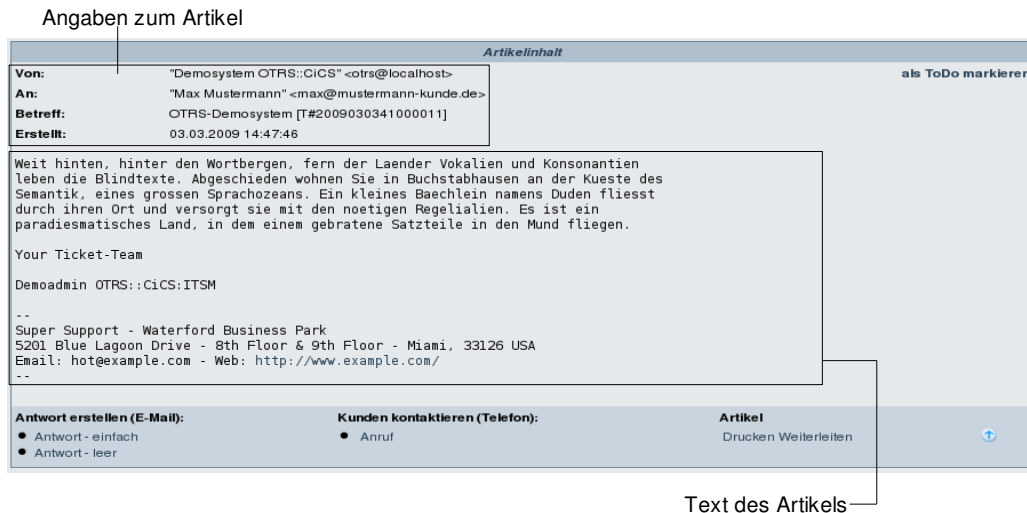 Angaben zum Artikel
Artikelinhalt
Von: "Demosystem OTRS::CiCS" <otrs@localhost> als ToDo markieren
An: "Max Mustermann" <max@mustermann-kunde.de>
Betreff: OTRS-Demosystem [T#2009030341000011]
Erstellt: 03.03.2009 14:47:46
Weit hinten, hinter den Wortbergen, fern der Laender Vokalien und Konsonantien
leben die Blindtexte. Abgeschieden wohnen Sie in Buchstabhausen an der Kueste des
Semantik, eines grossen Sprachozeans. Ein kleines Baechlein namens Duden fliesst
durch ihren Ort und versorgt sie mit den noetigen Regelialien. Es ist ein
paradiesmatisches Land, in dem einem gebratene Satzteile in den Mund fliegen.
Your Ticket-Team
Demoadmin OTRS::CiCS:ITSM
--
Super Support - Waterford Business Park
5201 Blue Lagoon Drive - 8th Floor & 9th Floor - Miami, 33126 USA
Email: hot@example.com - Web: http://www.example.com/
--
Antwort erstellen (E-Mail): Kunden kontaktieren (Telefon): Artikel
• Antwort - einfach • Anruf Drucken Weiterleiten
• Antwort - leer
Text des Artikels